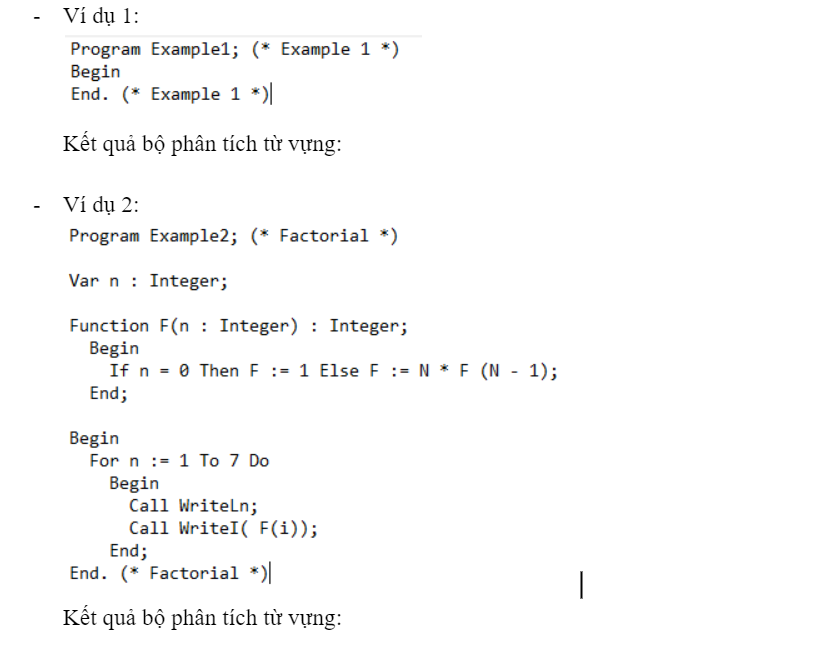 - Ví dụ 1:
Program Example1; (* Example 1 *)
Begin
End. (* Example 1 *)
Kết quả bộ phân tích từ vựng:
- Ví dụ 2:
Program Example2; (* Factorial *)
Var n : Integer;
Function F(n : Integer) : Integer;
Begin
If n = 0 Then F := 1 Else F := N * F (N - 1);
End;
Begin
For n := 1 To 7 Do
Begin
Call WriteLn;
Call WriteI( F(i));
End;
End. (* Factorial *)
Kết quả bộ phân tích từ vựng: